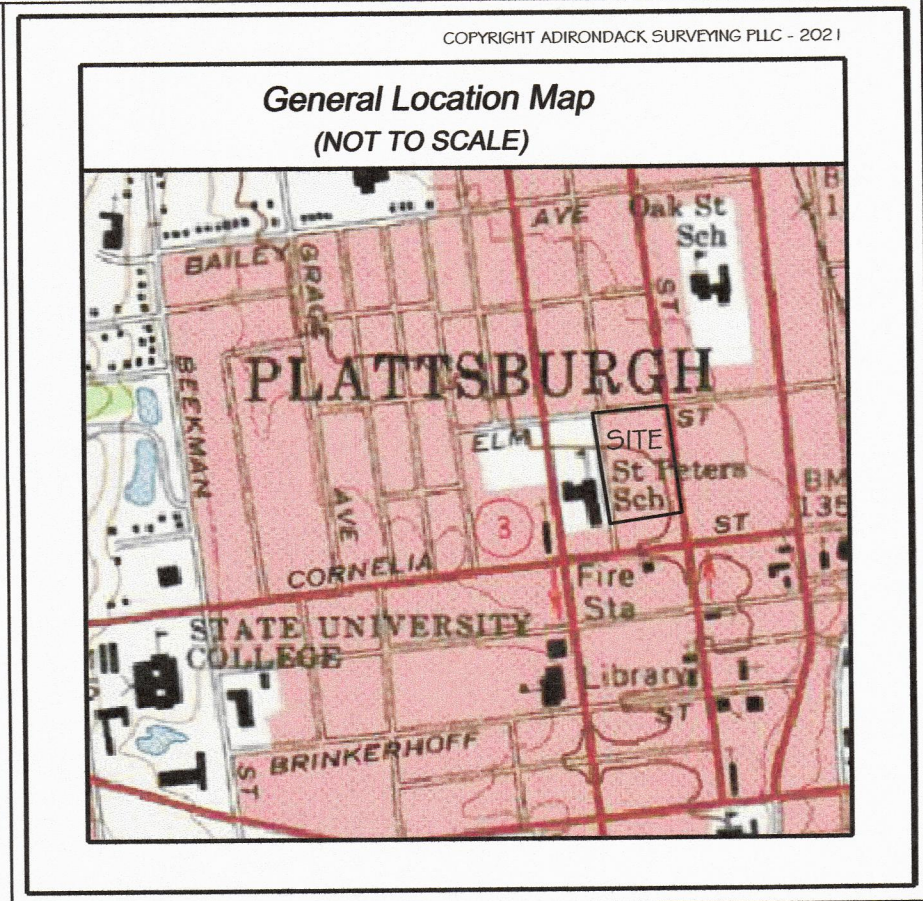 COPYRIGHT ADIRONDACK SURVEYING PLLC - 2021
General Location Map
(NOT TO SCALE)
AVE
Oak St
Sch
BAILEY
GRACE
ST
PLATTSBURGH
BEEKMAN
ELM
ST
SITE
St Peters
Sch
BM
135
AVE
3
ST
CORNELIA
Fire
Sta
STATE UNIVERSITY
COLLEGE
Library
ST
BRINKERHOFF
ST